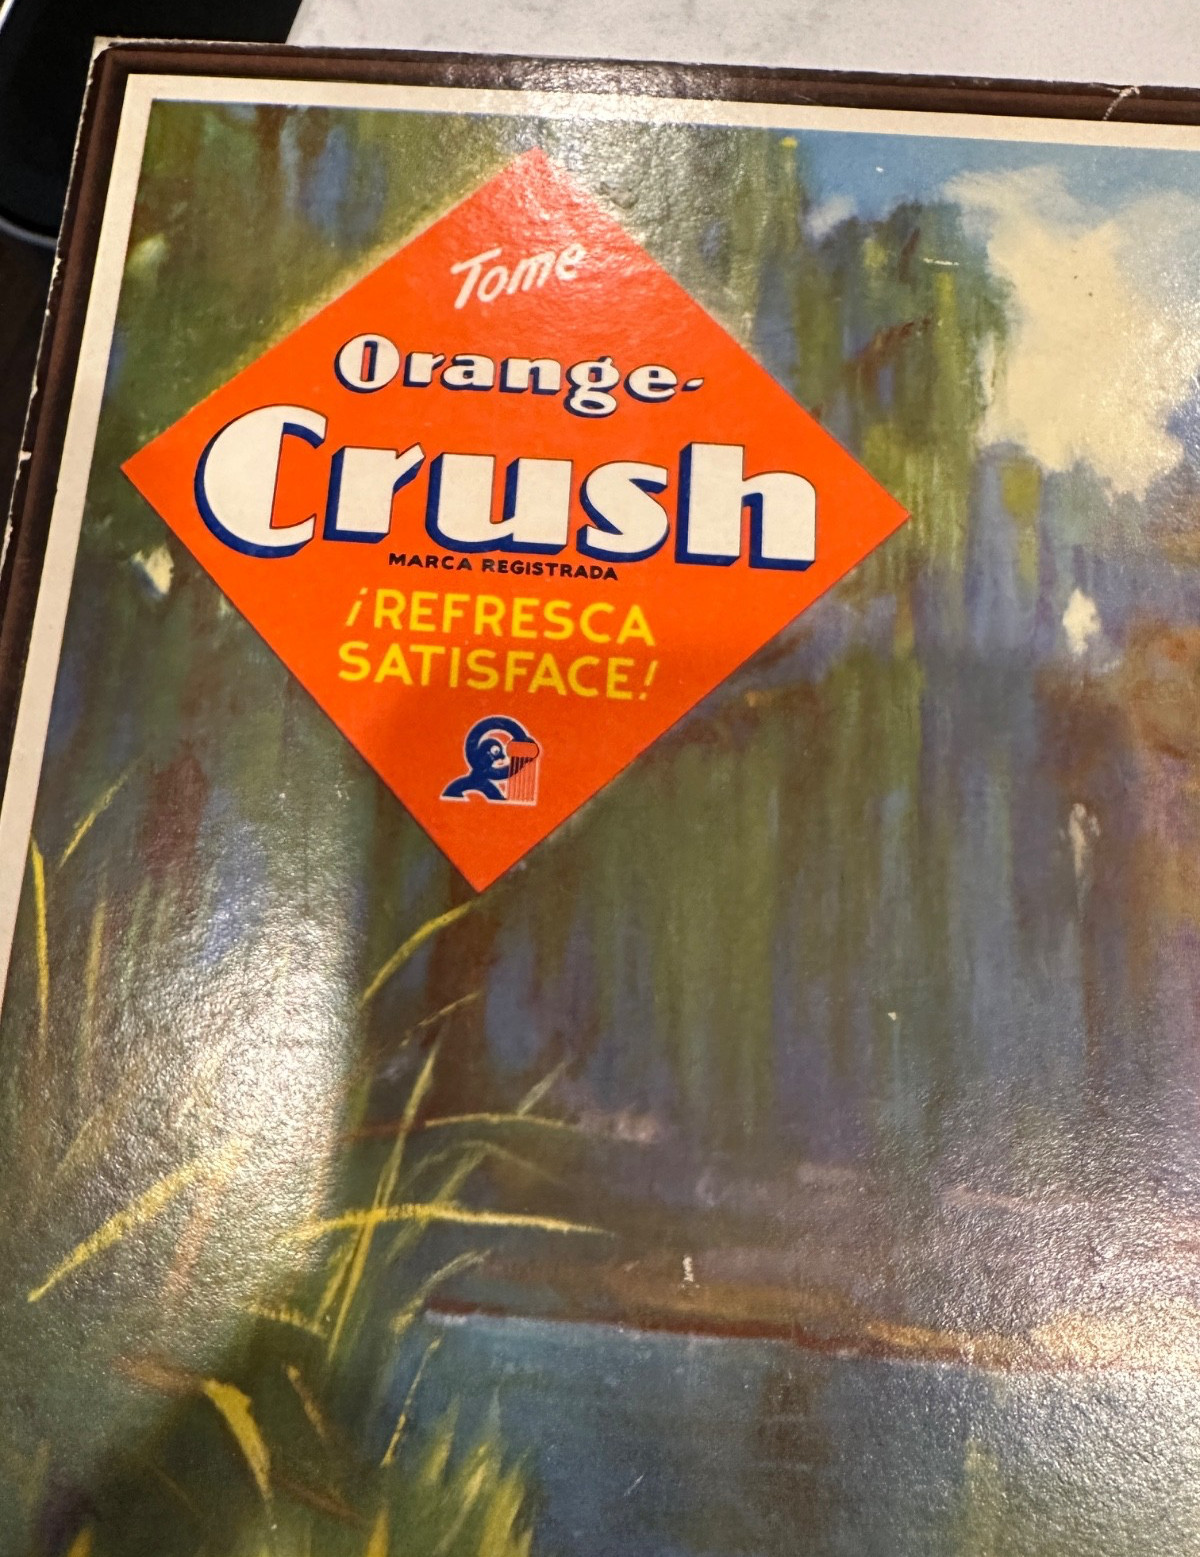 Tome
Orange-
Crush
MARCA REGISTRADA
¡REFRESCA
SATISFACE!